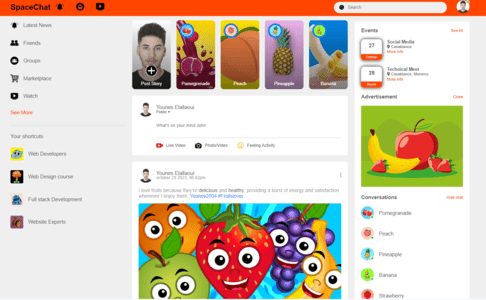 SpaceChat
Search
Latest News
Friends
Groups
Marketplace
Watch
See More
Your shortcuts
Web Developers
Web Design course
Full stack Development
Website Experts
Post Story
Pomegranade
Peach
Pineapple
Banana
Younes Elallaoui
Public
What's on your mind John
Live Video
Photo/Video
Feeling Activity
Younes Elallaoui
october 23 2023, 06:42pm
I love fruits because they're delicious and healthy, providing a burst of energy and satisfaction
whenever I enjoy them. Younes2004 #Fruitslover
Events
See All
27
Social Media
Casablanca
More Info
28
Technical Meet
Casablanca, Morocco
More Info
Advertisement
Close
Conversations
Hide chat
Pomegranade
Peach
Pineapple
Banana
Strawberry